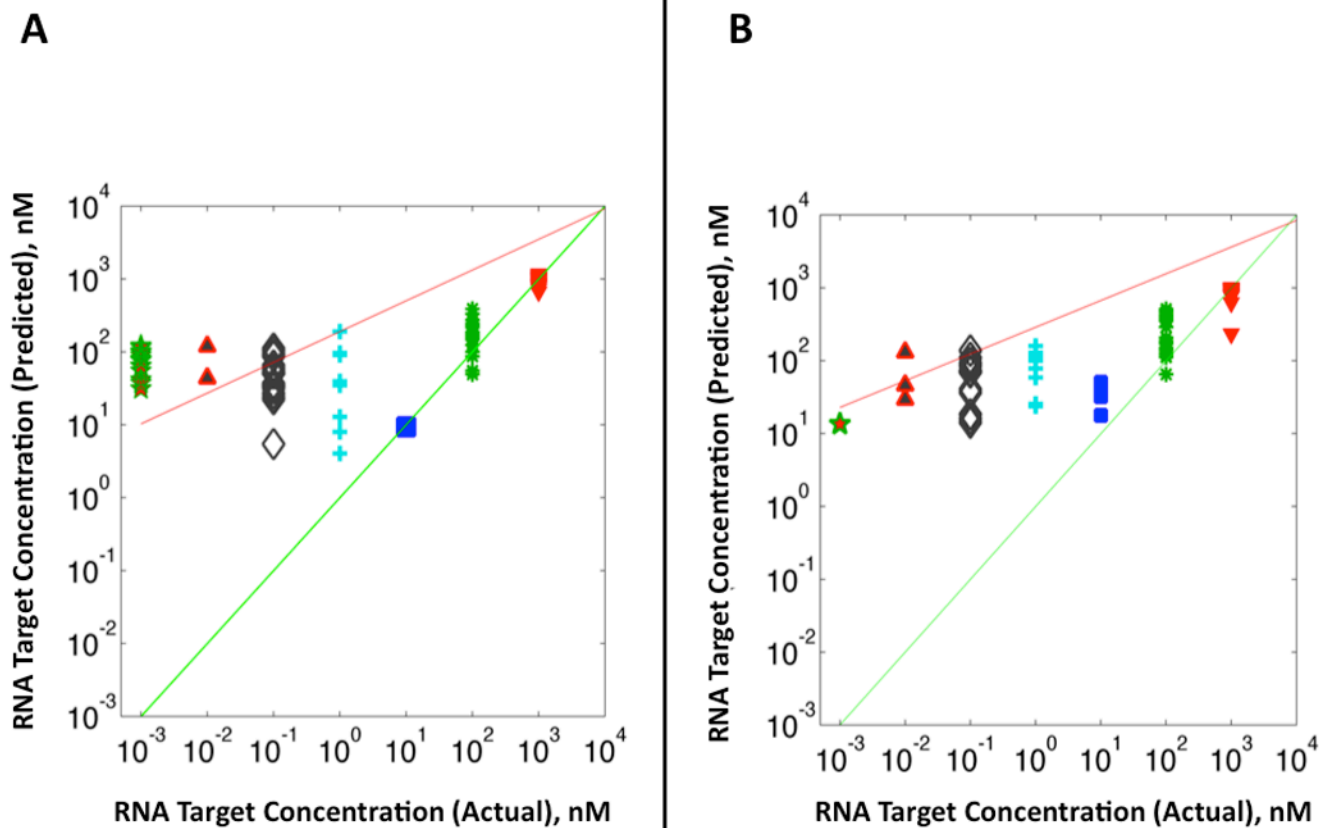 A
B
RNA Target Concentration (Predicted), nM
10^4
10^3
10^2
10^1
10^0
10^-1
10^-2
10^-3
10^-3 10^-2 10^-1 10^0 10^1 10^2 10^3 10^4
RNA Target Concentration (Actual), nM
RNA Target Concentration (Predicted), nM
10^4
10^3
10^2
10^1
10^0
10^-1
10^-2
10^-3
10^-3 10^-2 10^-1 10^0 10^1 10^2 10^3 10^4
RNA Target Concentration (Actual), nM